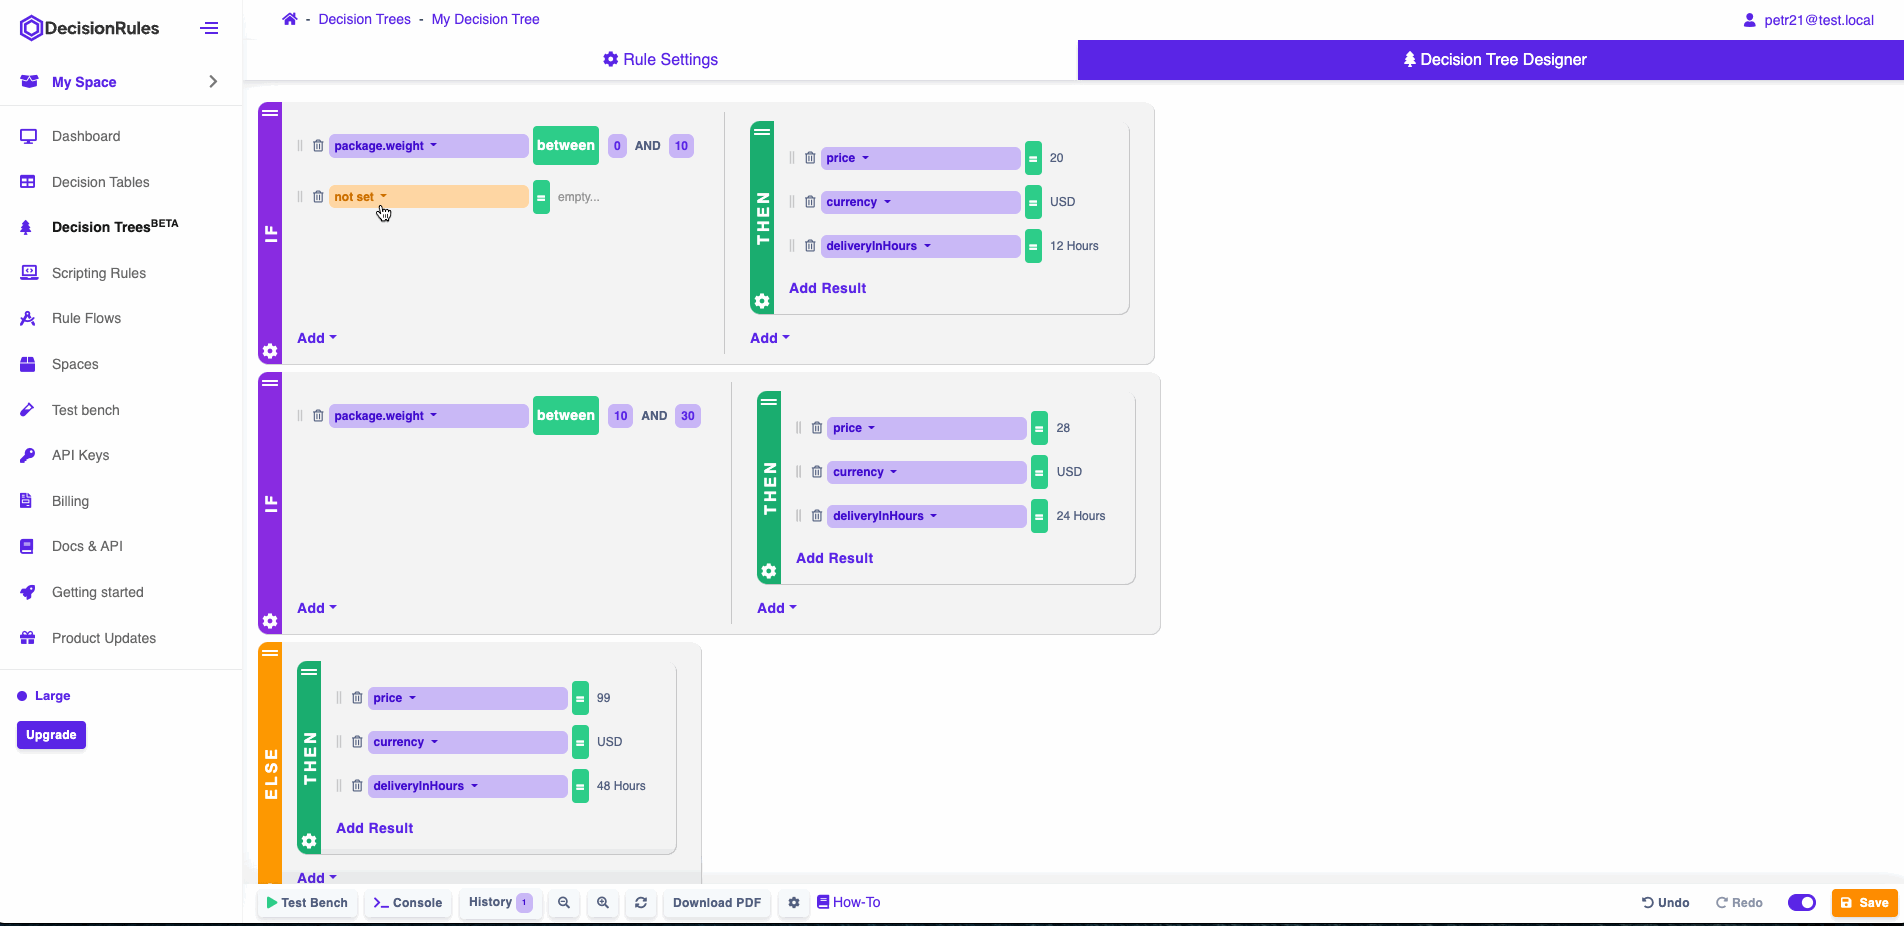 DecisionRules
My Space
Dashboard
Decision Tables
Decision TreesBETA
Scripting Rules
Rule Flows
Spaces
Test bench
API Keys
Billing
Docs & API
Getting started
Product Updates
Large
Upgrade
- Decision Trees - My Decision Tree
petr21@test.local
Rule Settings
Decision Tree Designer
IF
package.weight between 0 AND 10
not set = empty...
Add
THEN
price = 20
currency = USD
deliveryInHours = 12 Hours
Add Result
Add
IF
package.weight between 10 AND 30
Add
THEN
price = 28
currency = USD
deliveryInHours = 24 Hours
Add Result
Add
ELSE
THEN
price = 99
currency = USD
deliveryInHours = 48 Hours
Add Result
Add
Test Bench
Console
History 1
Download PDF
How-To
Undo
Redo
Save